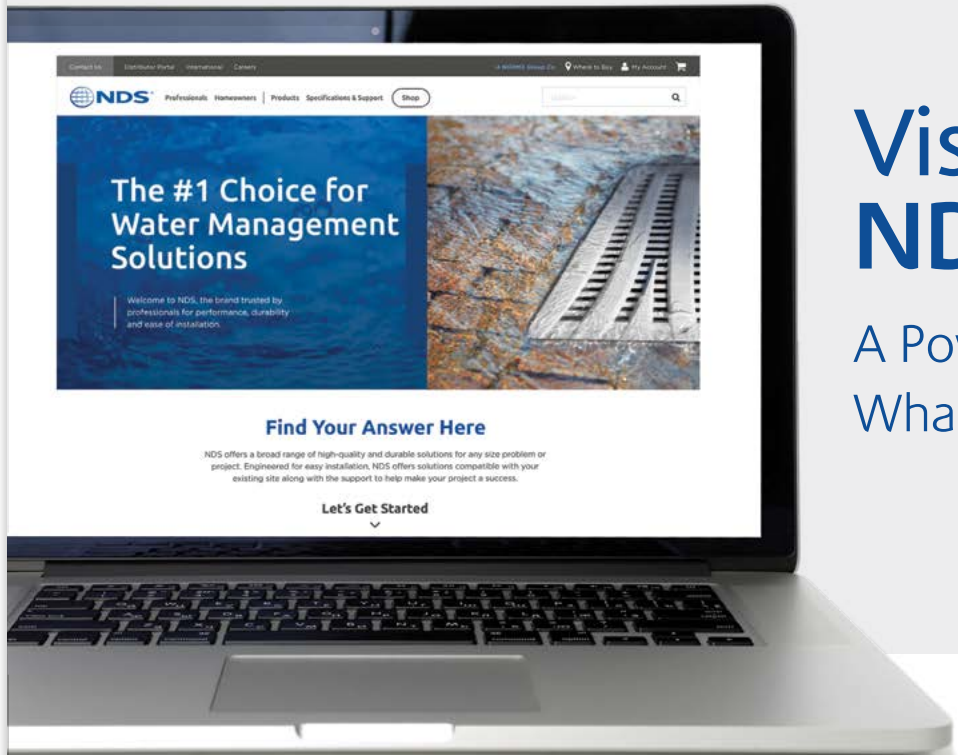 Contact Us Distributor Portal International Careers
Where to Buy My Account
NDS Professionals Homeowners Products Specifications & Support Shop
The #1 Choice for
Water Management
Solutions
Welcome to NDS, the brand trusted by
professionals for performance, durability
and ease of installation.
Find Your Answer Here
NDS offers a broad range of high-quality and durable solutions for any size problem or
project. Engineered for easy installation, NDS offers solutions compatible with your
existing site along with the support to help make your project a success.
Let's Get Started
Vis
ND
A Pow
Wha
command
command option